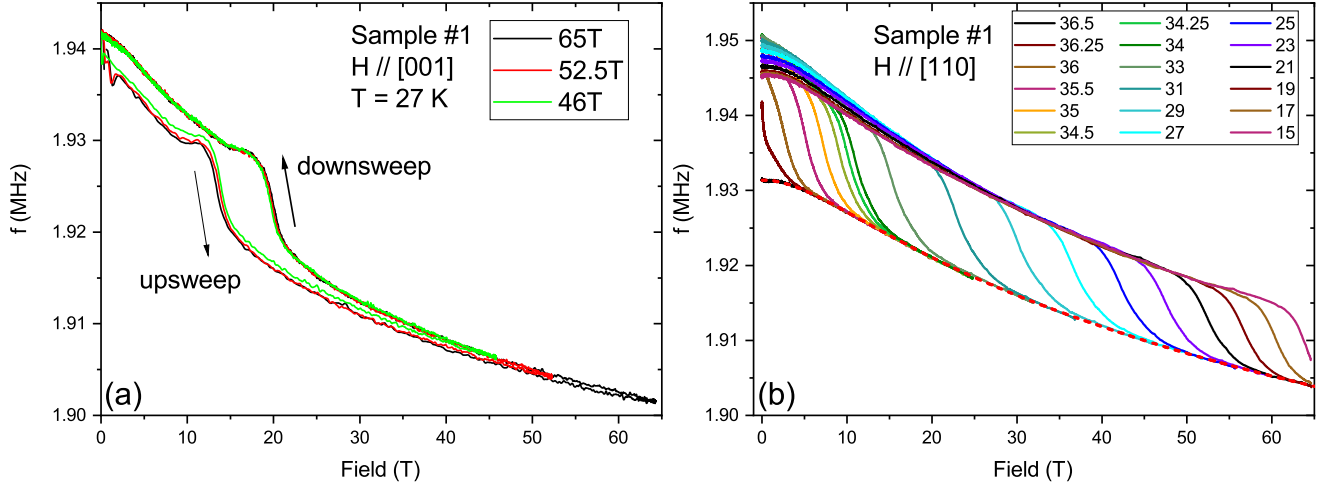 Sample #1
H // [001]
T = 27 K
65T
52.5T
46T
downsweep
upsweep
(a)
f (MHz)
1.94
1.93
1.92
1.91
1.90
0 10 20 30 40 50 60
Field (T)
Sample #1
H // [110]
36.5 34.25 25
36.25 34 23
36 33 21
35.5 31 19
35 29 17
34.5 27 15
(b)
f (MHz)
1.95
1.94
1.93
1.92
1.91
1.90
0 10 20 30 40 50 60
Field (T)